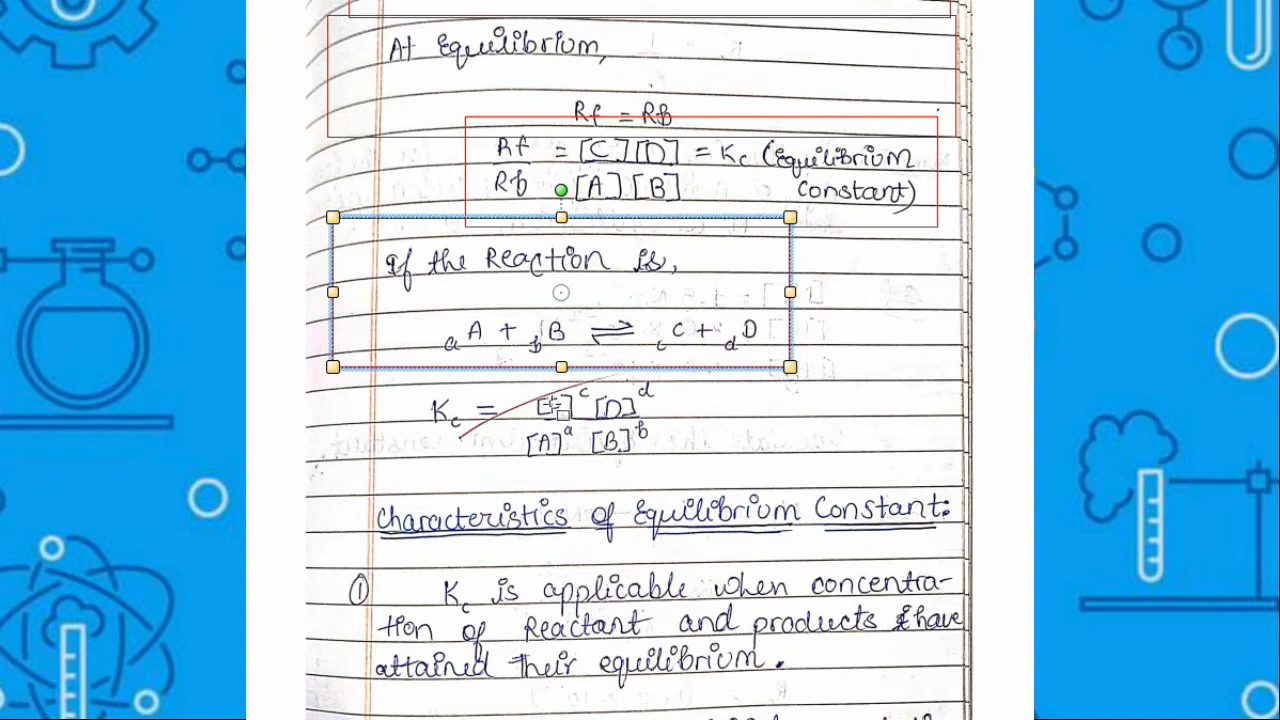 At Equilibrium,
Rf = Rb
Rf = [C][D] = Kc (Equilibrium
Rb [A][B] Constant)
If the Reaction is,
aA + bB ⇌ cC + dD
Kc = [C]^c [D]^d
[A]^a [B]^b
Characteristics of Equilibrium Constant:
① Kc is applicable when concentra-
tion of Reactant and products have
attained their equilibrium.